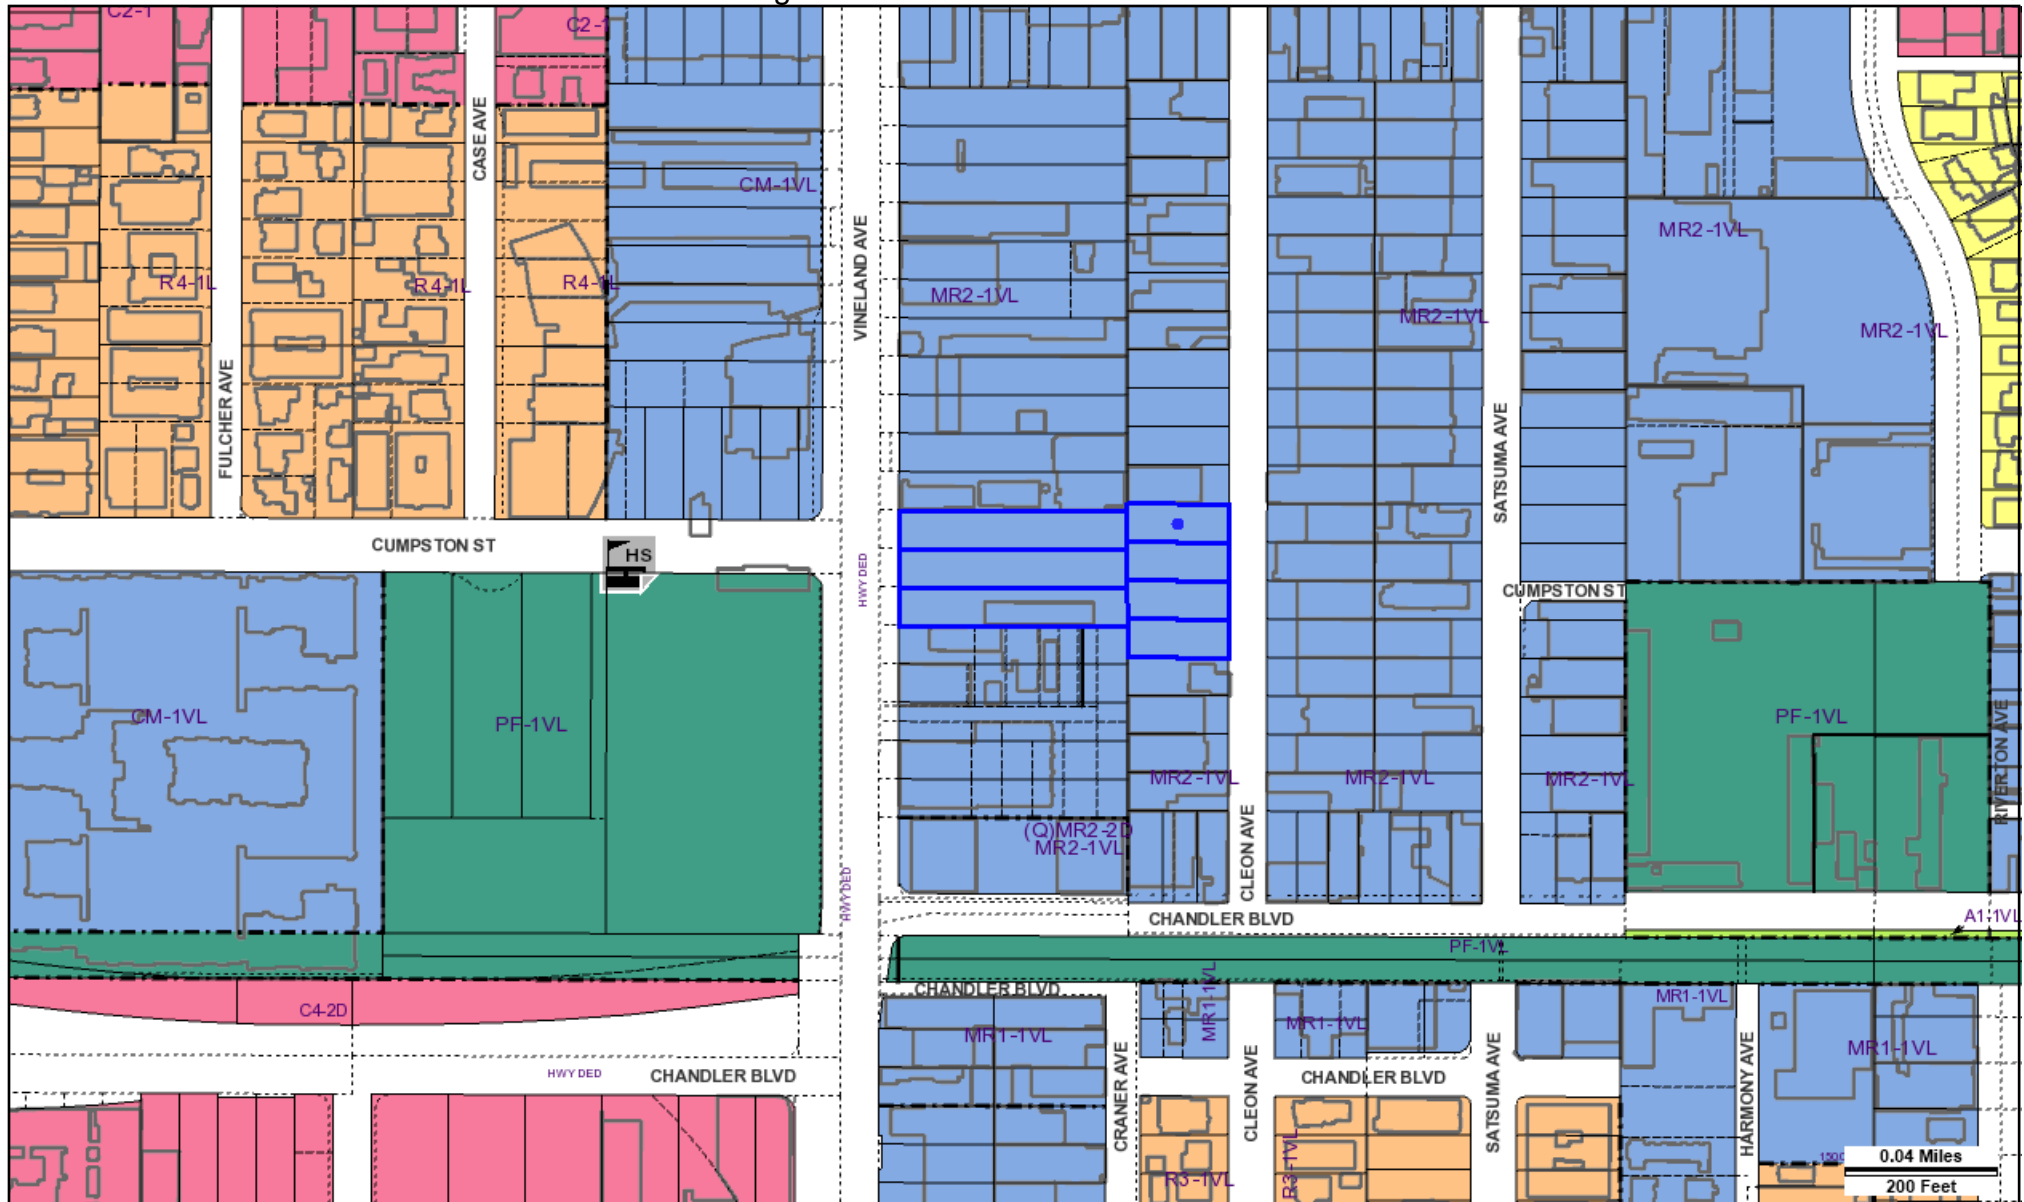 C2-1
C2-1
CASE AVE
CM-1VL
VINELAND AVE
MR2-1VL
R4-1L
R4-1L
R4-1L
MR2-1VL
MR2-1VL
MR2-1VL
FULCHER AVE
SATSUMA AVE
CUMPSTON ST
HS
HWY DED
CUMPSTON ST
CM-1VL
PF-1VL
PF-1VL
RIVERTON AVE
MR2-1VL
MR2-1VL
MR2-1VL
(Q)MR2-2D
MR2-1VL
CLEON AVE
HWY DED
CHANDLER BLVD
A1-1VL
PF-1VL
CHANDLER BLVD
C4-2D
MR1-1VL
MR1-1VL
MR1-1VL
MR1-1VL
MR1-1VL
HWY DED
CHANDLER BLVD
CRANER AVE
CLEON AVE
CHANDLER BLVD
SATSUMA AVE
HARMONY AVE
R3-1VL
R3-1VL
0.04 Miles
200 Feet